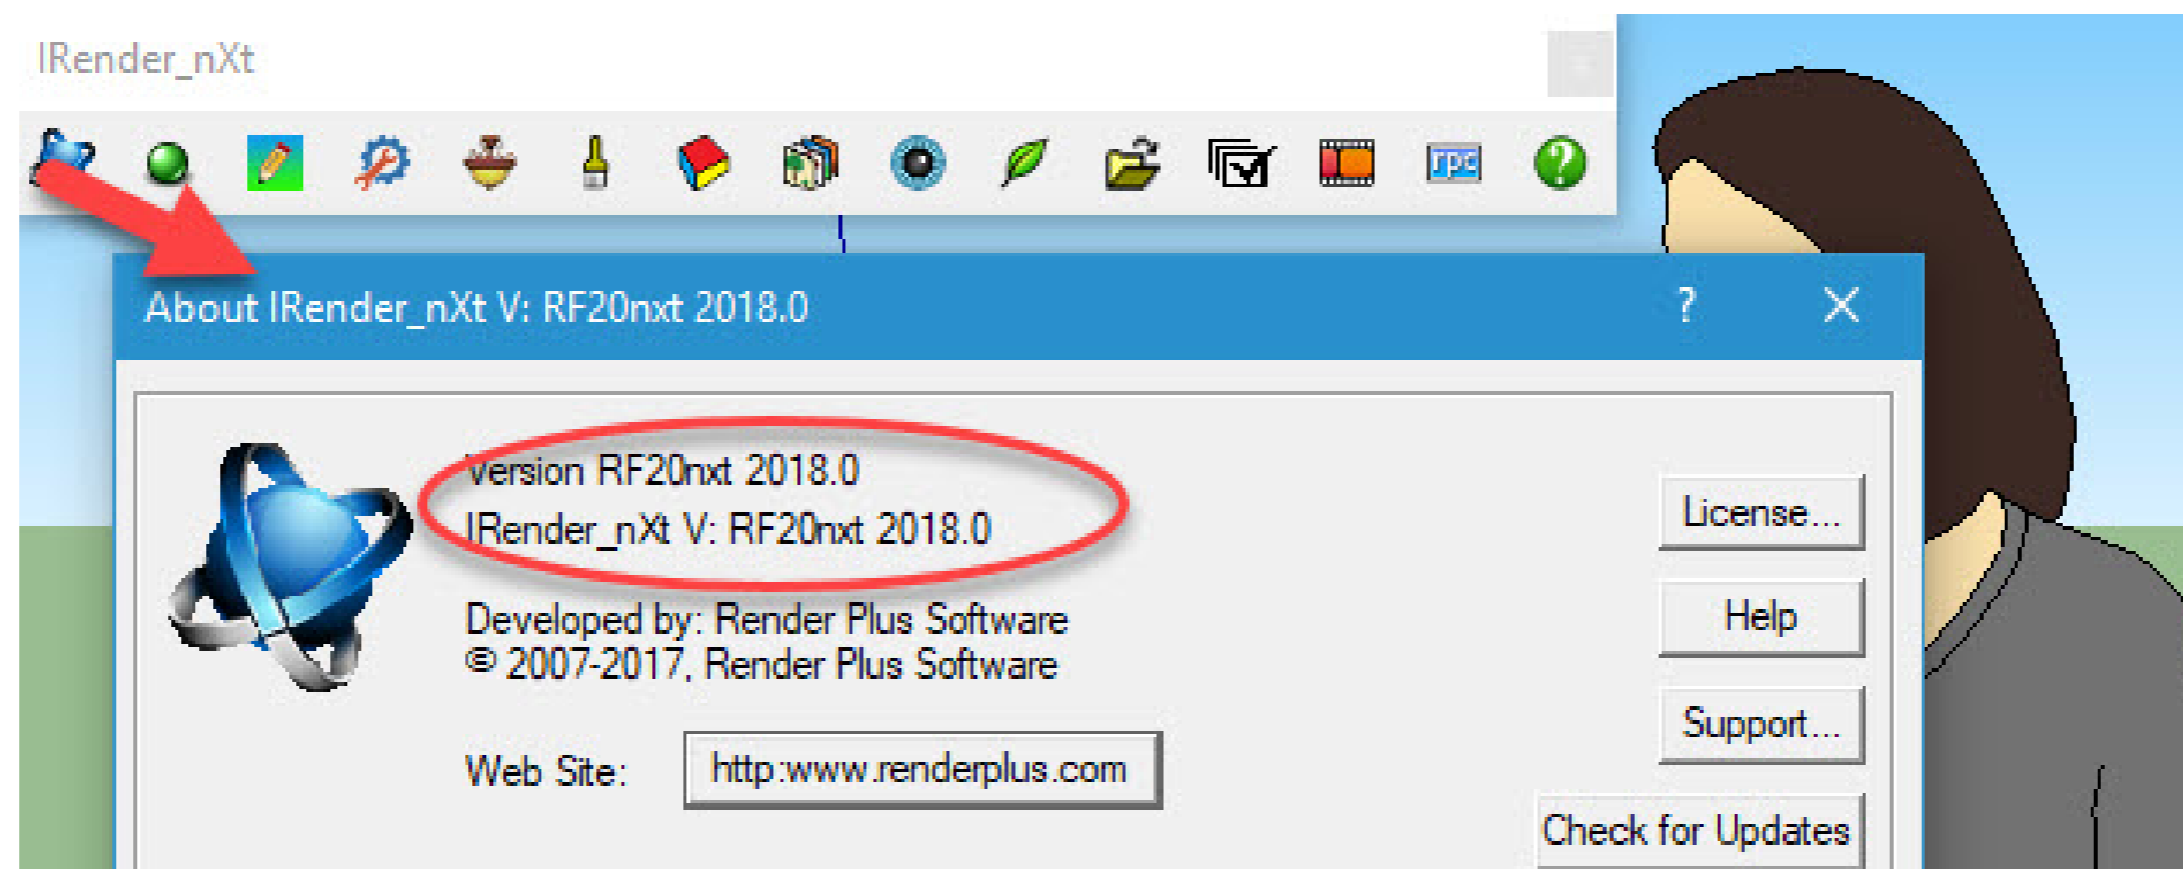 IRender_nXt
rpc
?
About IRender_nXt V: RF20nxt 2018.0
?
Version RF20nxt 2018.0
IRender_nXt V: RF20nxt 2018.0
License...
Developed by: Render Plus Software
© 2007-2017, Render Plus Software
Help
Support...
Web Site: http:www.renderplus.com
Check for Updates